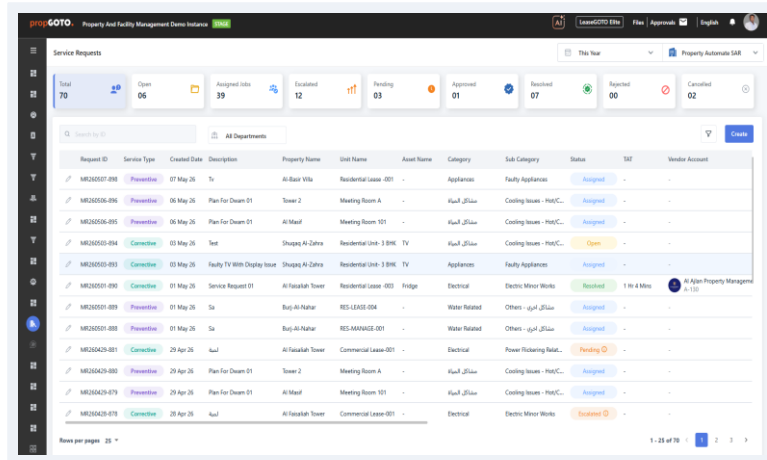 propGOTO. Property And Facility Management Demo Instance STAGE AI LeaseGOTO Elite Files Approvals English
Service Requests This Year Property Automate SAR
Total Open Assigned Jobs Escalated Pending Approved Resolved Rejected Cancelled
70 06 39 12 03 01 07 00 02
Search by ID All Departments Create
Request ID Service Type Created Date Description Property Name Unit Name Asset Name Category Sub Category Status TAT Vendor Account
MR260507-898 Preventive 07 May 26 Tv Al-Basir Villa Residential Lease -001 - Appliances Faulty Appliances Assigned - -
MR260506-896 Preventive 06 May 26 Plan For Dwam 01 Tower 2 Meeting Room A - مشاكل المياه Cooling Issues - Hot/C... Assigned - -
MR260506-895 Preventive 06 May 26 Plan For Dwam 01 Al Masif Meeting Room 101 - مشاكل المياه Cooling Issues - Hot/C... Assigned - -
MR260503-894 Corrective 03 May 26 Test Shuqaq Al-Zahra Residential Unit- 3 BHK TV مشاكل المياه Cooling Issues - Hot/C... Open - -
MR260503-893 Corrective 03 May 26 Faulty TV With Display Issue Shuqaq Al-Zahra Residential Unit- 3 BHK TV Appliances Faulty Appliances Assigned - -
MR260501-890 Corrective 01 May 26 Service Request 01 Al Faisaliah Tower Residential Lease -003 Fridge Electrical Electric Minor Works Resolved 1 Hr 4 Mins Al Ajlan Property Manageme
A-130
MR260501-889 Preventive 01 May 26 Sa Burj-Al-Nahar RES-LEASE-004 - Water Related Others - مشاكل اخرى Assigned - -
MR260501-888 Preventive 01 May 26 Sa Burj-Al-Nahar RES-MANAGE-001 - Water Related Others - مشاكل اخرى Assigned - -
MR260429-881 Corrective 29 Apr 26 لمبة Al Faisaliah Tower Commercial Lease-001 - Electrical Power Flickering Relat... Pending - -
MR260429-880 Preventive 29 Apr 26 Plan For Dwam 01 Tower 2 Meeting Room A - مشاكل المياه Cooling Issues - Hot/C... Assigned - -
MR260429-879 Preventive 29 Apr 26 Plan For Dwam 01 Al Masif Meeting Room 101 - مشاكل المياه Cooling Issues - Hot/C... Assigned - -
MR260428-878 Corrective 28 Apr 26 لمبة Al Faisaliah Tower Commercial Lease-001 - Electrical Electric Minor Works Escalated - -
Rows per pages 25 1 - 25 of 70 1 2 3